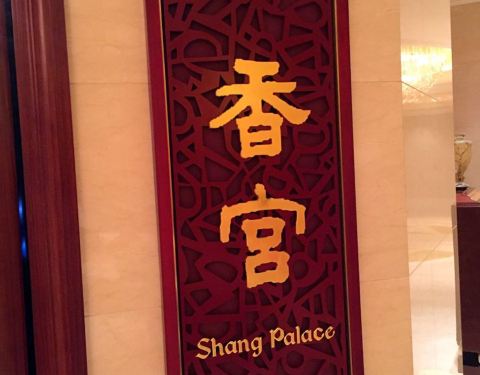 香宮
Shang Palace